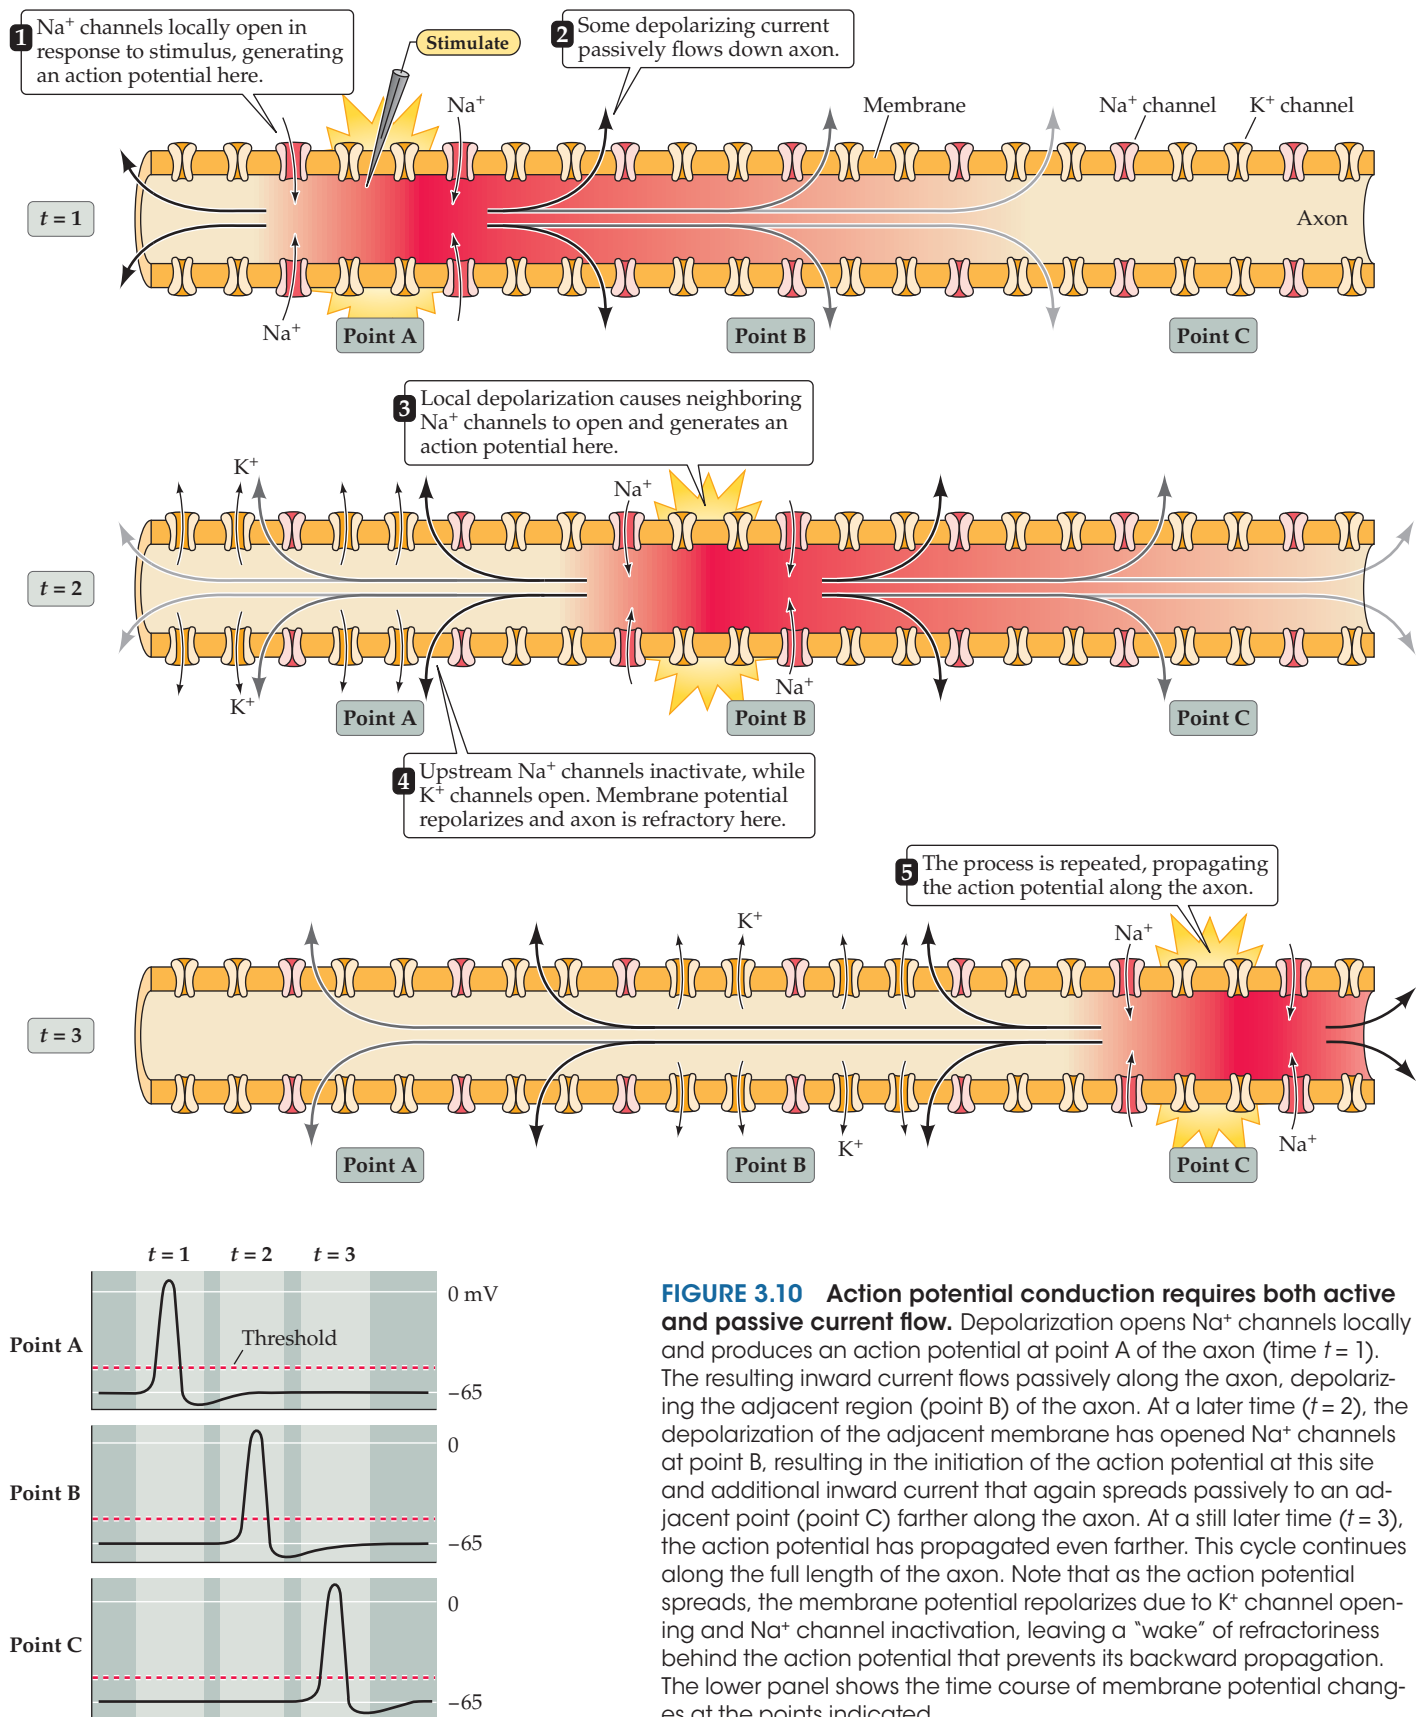 1 Na⁺ channels locally open in
response to stimulus, generating
an action potential here.
Stimulate
2 Some depolarizing current
passively flows down axon.
Na⁺
Membrane
Na⁺ channel
K⁺ channel
t = 1
Axon
Na⁺
Point A
Point B
Point C
3 Local depolarization causes neighboring
Na⁺ channels to open and generates an
action potential here.
K⁺
Na⁺
t = 2
K⁺
Na⁺
Point A
Point B
Point C
4 Upstream Na⁺ channels inactivate, while
K⁺ channels open. Membrane potential
repolarizes and axon is refractory here.
5 The process is repeated, propagating
the action potential along the axon.
K⁺
Na⁺
t = 3
K⁺
Na⁺
Point A
Point B
Point C
t = 1
t = 2
t = 3
0 mV
Point A
Threshold
–65
0
Point B
–65
0
Point C
–65
FIGURE 3.10 Action potential conduction requires both active
and passive current flow. Depolarization opens Na⁺ channels locally
and produces an action potential at point A of the axon (time t = 1).
The resulting inward current flows passively along the axon, depolariz-
ing the adjacent region (point B) of the axon. At a later time (t = 2), the
depolarization of the adjacent membrane has opened Na⁺ channels
at point B, resulting in the initiation of the action potential at this site
and additional inward current that again spreads passively to an ad-
jacent point (point C) farther along the axon. At a still later time (t = 3),
the action potential has propagated even farther. This cycle continues
along the full length of the axon. Note that as the action potential
spreads, the membrane potential repolarizes due to K⁺ channel open-
ing and Na⁺ channel inactivation, leaving a "wake" of refractoriness
behind the action potential that prevents its backward propagation.
The lower panel shows the time course of membrane potential chang-
es at the points indicated.